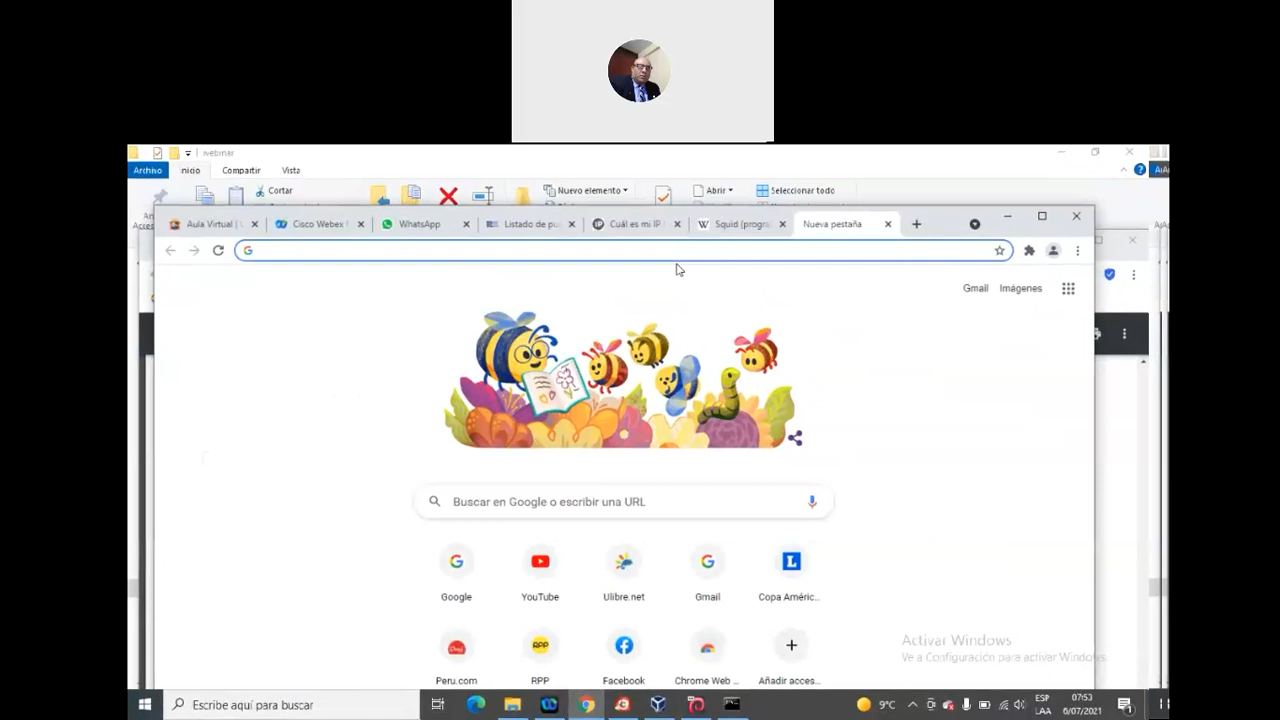 webinar
Archivo Inicio Compartir Vista
Cortar
Nuevo elemento
Abrir
Seleccionar todo
Aula Virtual
Cisco Webex
WhatsApp
Listado de pu
Cuál es mi IP
Squid (progra
Nueva pestaña
Gmail Imágenes
Buscar en Google o escribir una URL
Google YouTube Ulibre.net Gmail Copa Améric...
L
RPP
Peru.com RPP Facebook Chrome Web ... Añadir acces...
Activar Windows
Ve a Configuración para activar Windows.
Escribe aquí para buscar
9°C
ESP
LAA
07:53
6/07/2021